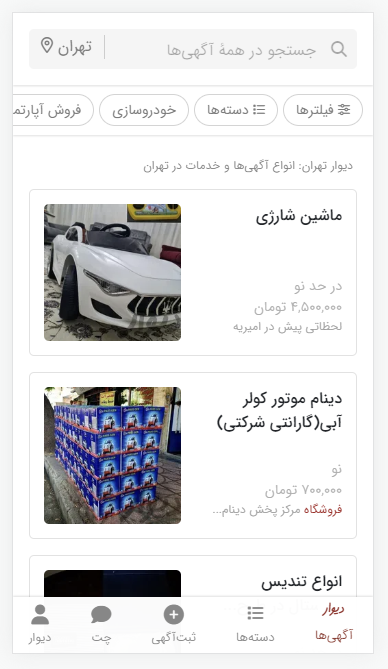 جستجو در همهٔ آگهی‌ها
تهران
فیلترها
دسته‌ها
خودروسازی
فروش آپارتما
دیوار تهران: انواع آگهی‌ها و خدمات در تهران
ماشین شارژی
در حد نو
۴,۵۰۰,۰۰۰ تومان
لحظاتی پیش در امیریه
دینام موتور کولر
آبی(گارانتی شرکتی)
نو
۷۰۰,۰۰۰ تومان
فروشگاه مرکز پخش دینام...
انواع تندیس
دیوار
آگهی‌ها
دسته‌ها
ثبت‌آگهی
چت
دیوار